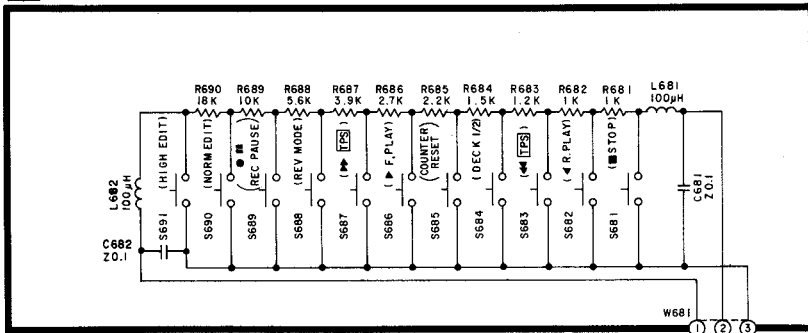 R690 R689 R688 R687 R686 R685 R684 R683 R682 R681 L681
18K 10K 5.6K 3.9K 2.7K 2.2K 1.5K 1.2K 1K 1K 100μH
(HIGH EDIT)
(NORM EDIT)
(● ▮▮ REC PAUSE)
(REV MODE)
(▶▶ TPS)
(▶ F. PLAY)
(COUNTER RESET)
(DECK 1/2)
(◀◀ TPS)
(◀ R. PLAY)
(■ STOP)
L682
100μH
C681
Z0.1
S691 S690 S689 S688 S687 S686 S685 S684 S683 S682 S681
C682
Z0.1
W681
1 2 3